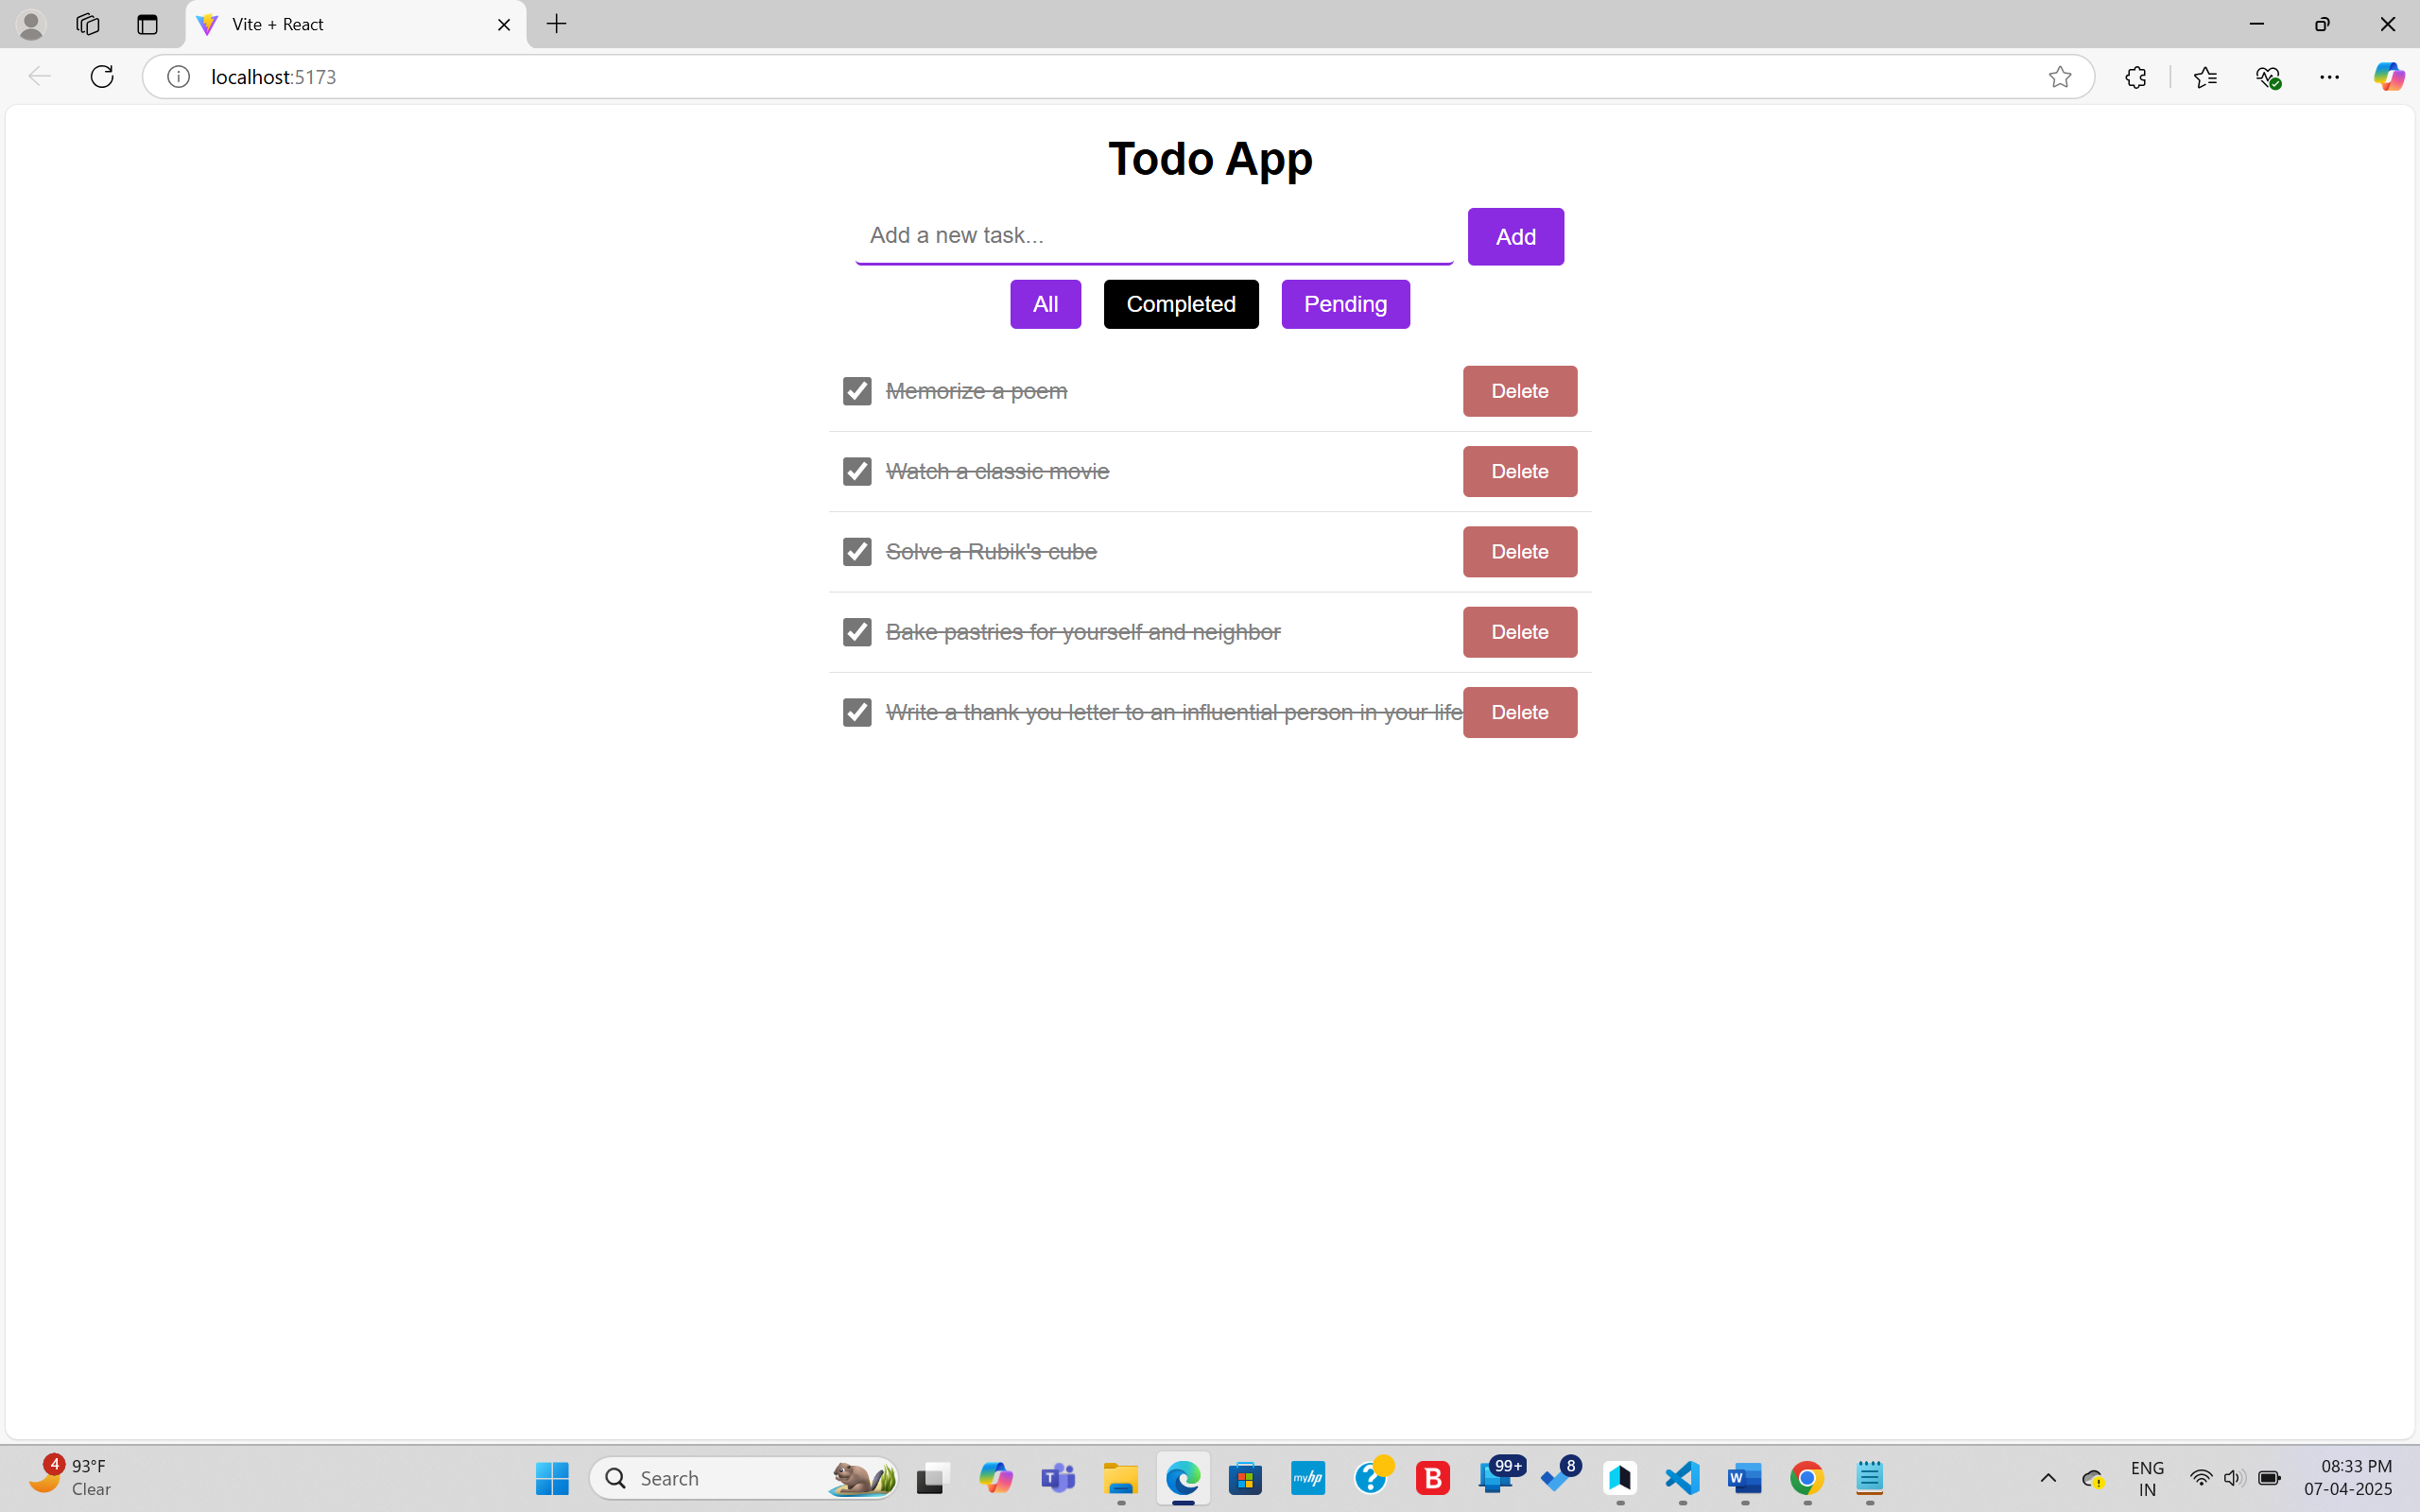 Vite + React
localhost:5173
Todo App
Add a new task...
Add
All
Completed
Pending
Memorize a poem
Delete
Watch a classic movie
Delete
Solve a Rubik's cube
Delete
Bake pastries for yourself and neighbor
Delete
Write a thank you letter to an influential person in your life
Delete
4
93°F
Clear
Search
T
myhp
?
B
99+
8
W
ENG
IN
08:33 PM
07-04-2025